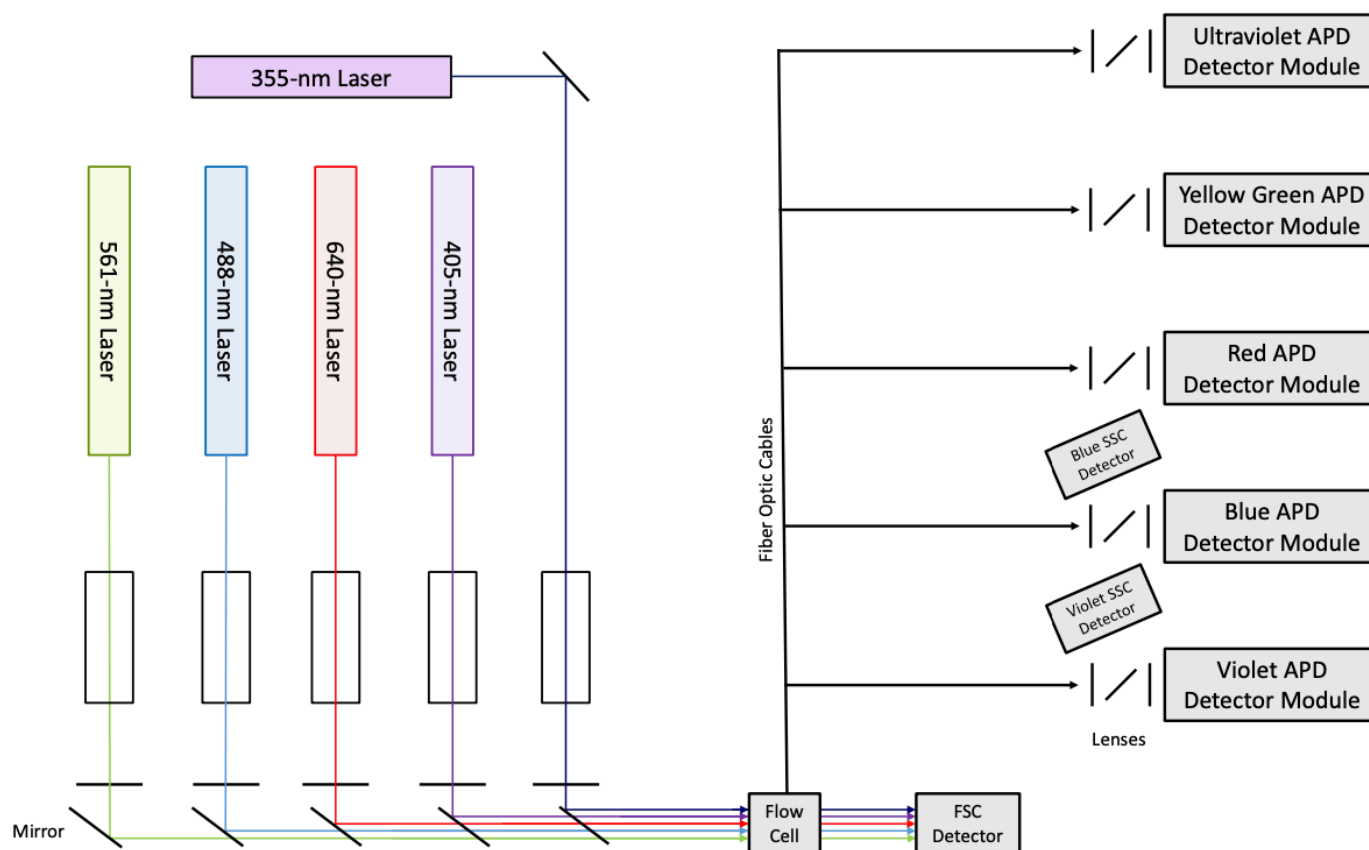 355-nm Laser
561-nm Laser
488-nm Laser
640-nm Laser
405-nm Laser
Mirror
Flow
Cell
FSC
Detector
Fiber Optic Cables
Ultraviolet APD
Detector Module
Yellow Green APD
Detector Module
Red APD
Detector Module
Blue SSC
Detector
Blue APD
Detector Module
Violet SSC
Detector
Violet APD
Detector Module
Lenses